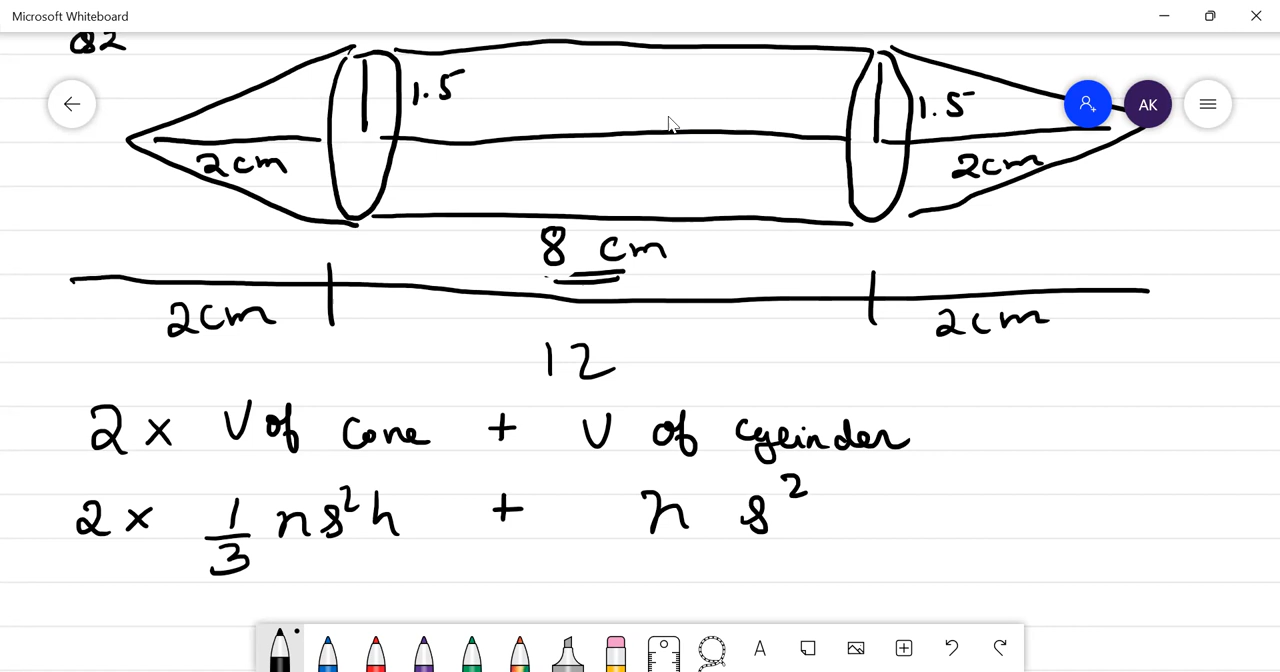 Microsoft Whiteboard
Q2
1.5
1.5
AK
2cm
2cm
8 cm
2cm
2cm
12
2 × V of Cone + V of cylinder
2 × 1/3 πr²h + π r²
A